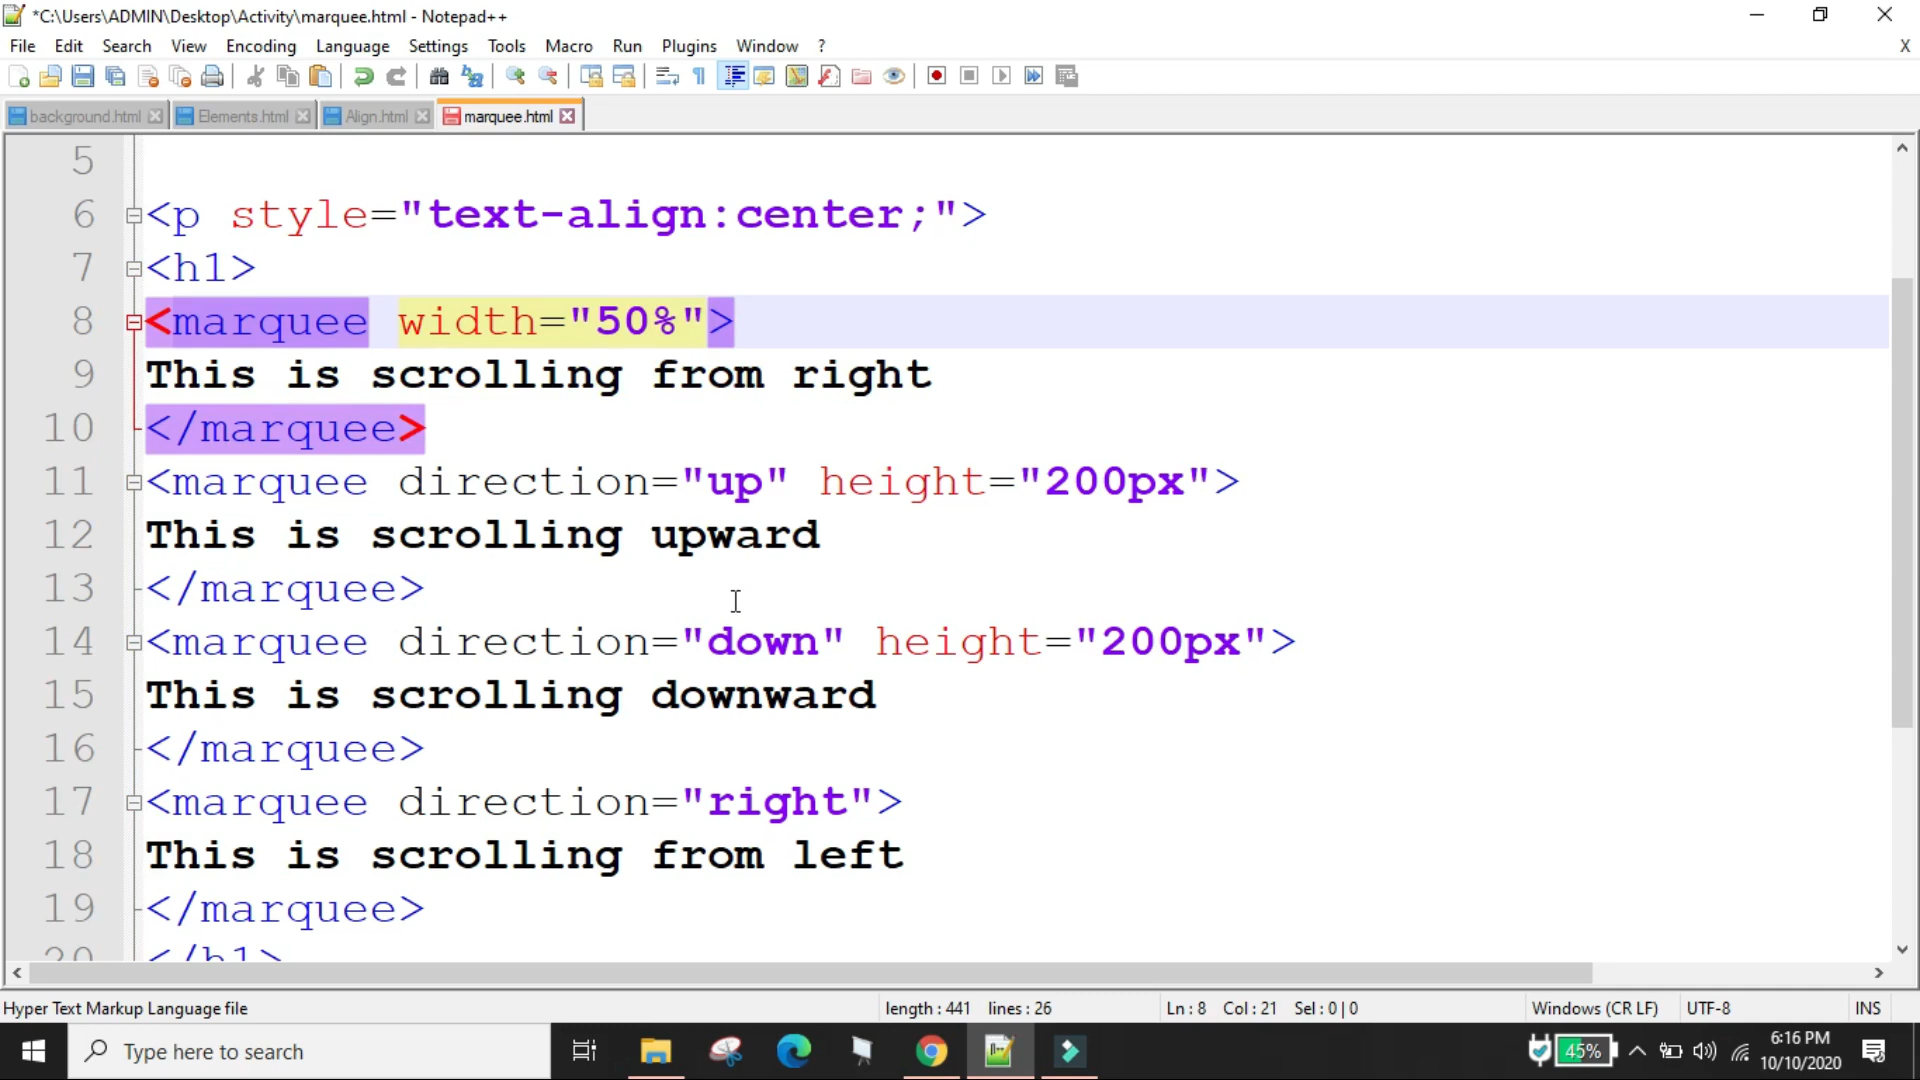 *C:\Users\ADMIN\Desktop\Activity\marquee.html - Notepad++
File Edit Search View Encoding Language Settings Tools Macro Run Plugins Window ? X
background.html Elements.html Align.html marquee.html
5
6 <p style="text-align:center;">
7 <h1>
8 <marquee width="50%">
9 This is scrolling from right
10 </marquee>
11 <marquee direction="up" height="200px">
12 This is scrolling upward
13 </marquee>
14 <marquee direction="down" height="200px">
15 This is scrolling downward
16 </marquee>
17 <marquee direction="right">
18 This is scrolling from left
19 </marquee>
20 </h1>
Hyper Text Markup Language file length : 441 lines : 26 Ln : 8 Col : 21 Sel : 0 | 0 Windows (CR LF) UTF-8 INS
Type here to search 45% 6:16 PM
10/10/2020